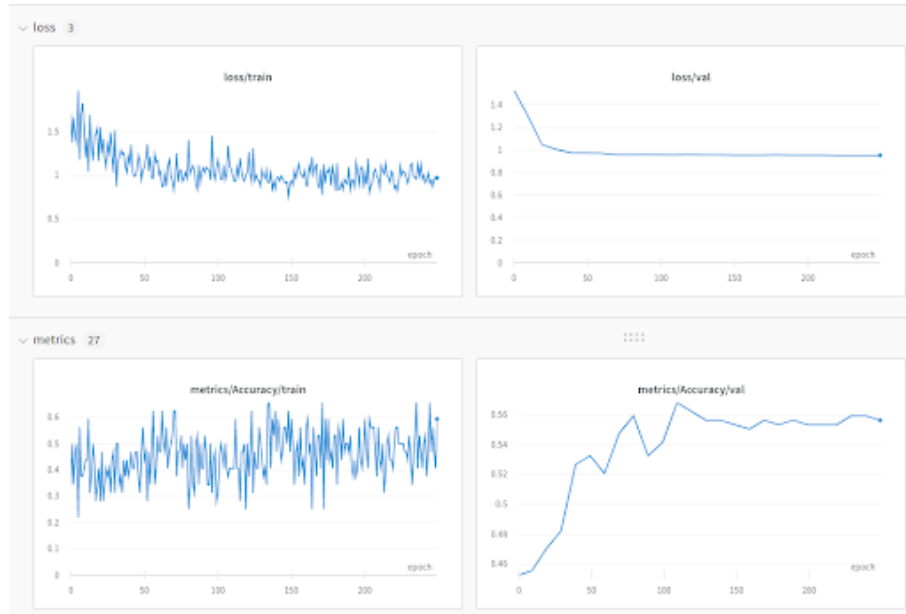 loss 3
loss/train
1.5
1
0.5
0
0 50 100 150 200
epoch
loss/val
1.4
1.2
1
0.8
0.6
0.4
0.2
0
0 50 100 150 200
epoch
metrics 27
metrics/Accuracy/train
0.6
0.5
0.4
0.3
0.2
0.1
0
0 50 100 150 200
epoch
metrics/Accuracy/val
0.56
0.54
0.52
0.5
0.48
0.46
0 50 100 150 200
epoch